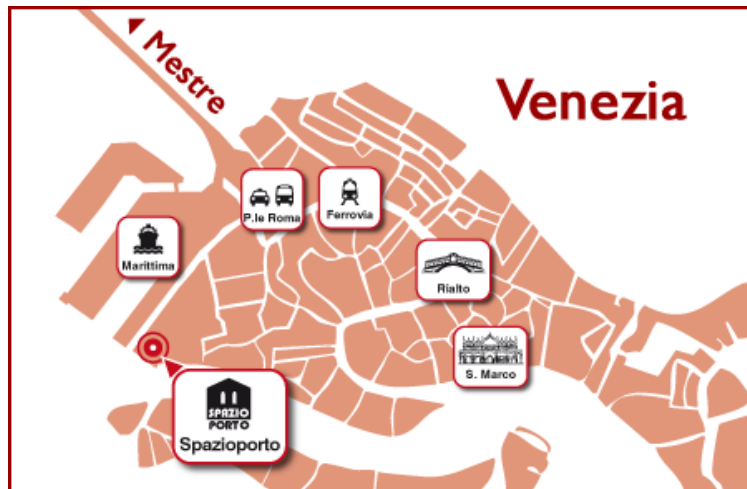 Mestre
Venezia
P.le Roma
Ferrovia
Marittima
Rialto
S. Marco
SPAZIO
PORTO
Spazioporto